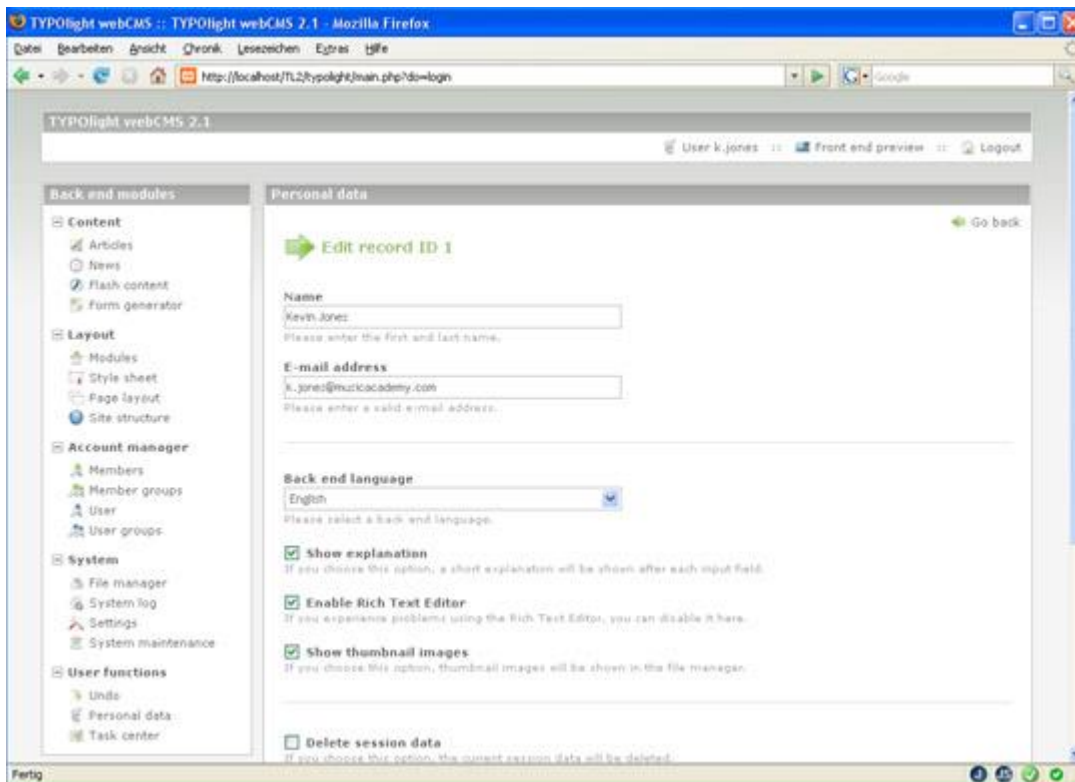 TYPOlight webCMS :: TYPOlight webCMS 2.1 - Mozilla Firefox
Datei Bearbeiten Ansicht Chronik Lesezeichen Extras Hilfe
http://localhost/TL2/typolight/main.php?do=login
Google
TYPOlight webCMS 2.1
User k.jones :: Front end preview :: Logout
Back end modules
Content
Articles
News
Flash content
Form generator
Layout
Modules
Style sheet
Page layout
Site structure
Account manager
Members
Member groups
User
User groups
System
File manager
System log
Settings
System maintenance
User functions
Undo
Personal data
Task center
Personal data
Go back
Edit record ID 1
Name
Kevin Jones
Please enter the first and last name.
E-mail address
k.jones@musicacademy.com
Please enter a valid e-mail address.
Back end language
English
Please select a back end language.
Show explanation
If you choose this option, a short explanation will be shown after each input field.
Enable Rich Text Editor
If you experience problems using the Rich Text Editor, you can disable it here.
Show thumbnail images
If you choose this option, thumbnail images will be shown in the file manager.
Delete session data
If you choose this option, the current session data will be deleted.
Fertig